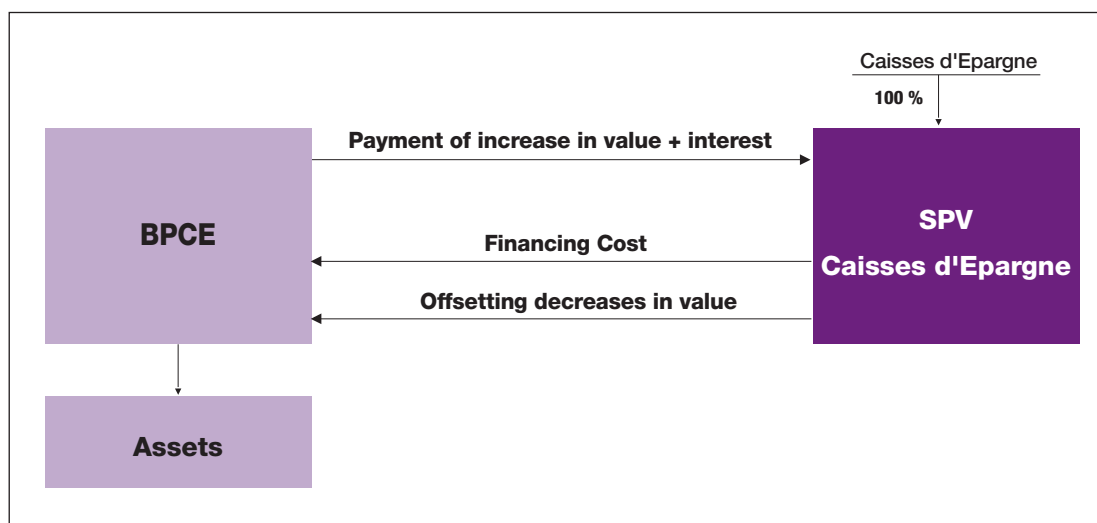 Caisses d'Epargne
100 %
Payment of increase in value + interest
BPCE
SPV
Caisses d'Epargne
Financing Cost
Offsetting decreases in value
Assets